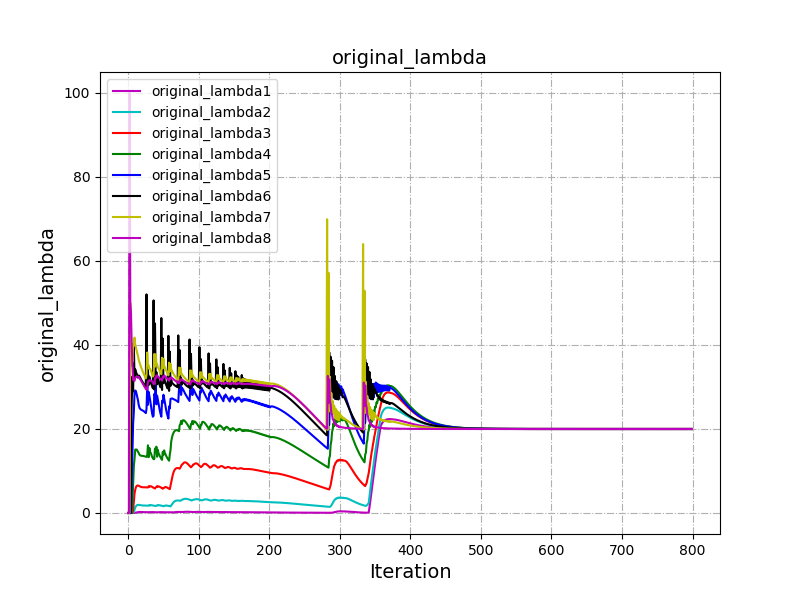 original_lambda
100
80
60
40
20
0
original_lambda
original_lambda1
original_lambda2
original_lambda3
original_lambda4
original_lambda5
original_lambda6
original_lambda7
original_lambda8
0 100 200 300 400 500 600 700 800
Iteration